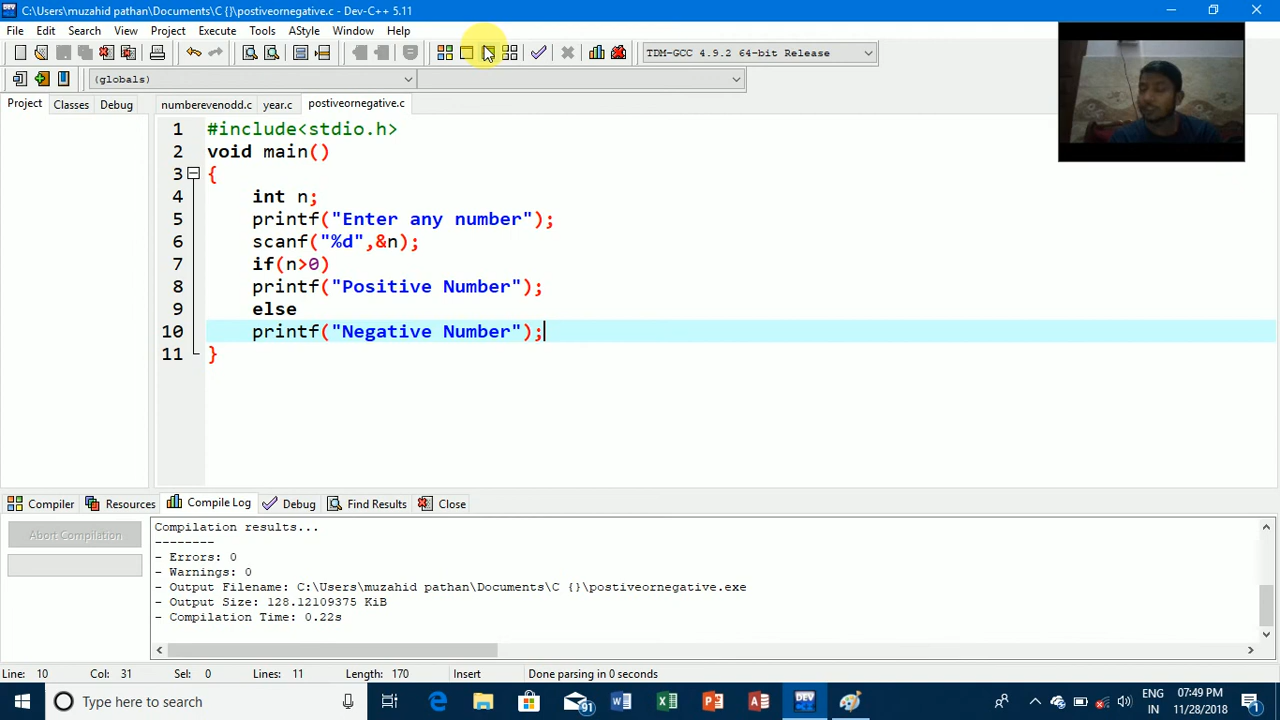 C:\Users\muzahid pathan\Documents\C {}\postiveornegative.c - Dev-C++ 5.11
File Edit Search View Project Execute Tools AStyle Window Help
TDM-GCC 4.9.2 64-bit Release
(globals)
Project Classes Debug numberevenodd.c year.c postiveornegative.c
1 #include<stdio.h>
2 void main()
3 {
4 int n;
5 printf("Enter any number");
6 scanf("%d",&n);
7 if(n>0)
8 printf("Positive Number");
9 else
10 printf("Negative Number");
11 }
Compiler Resources Compile Log Debug Find Results Close
Abort Compilation
Compilation results...
--------
- Errors: 0
- Warnings: 0
- Output Filename: C:\Users\muzahid pathan\Documents\C {}\postiveornegative.exe
- Output Size: 128.12109375 KiB
- Compilation Time: 0.22s
Line: 10 Col: 31 Sel: 0 Lines: 11 Length: 170 Insert Done parsing in 0 seconds
Type here to search
91
DEV
ENG
IN
07:49 PM
11/28/2018
1